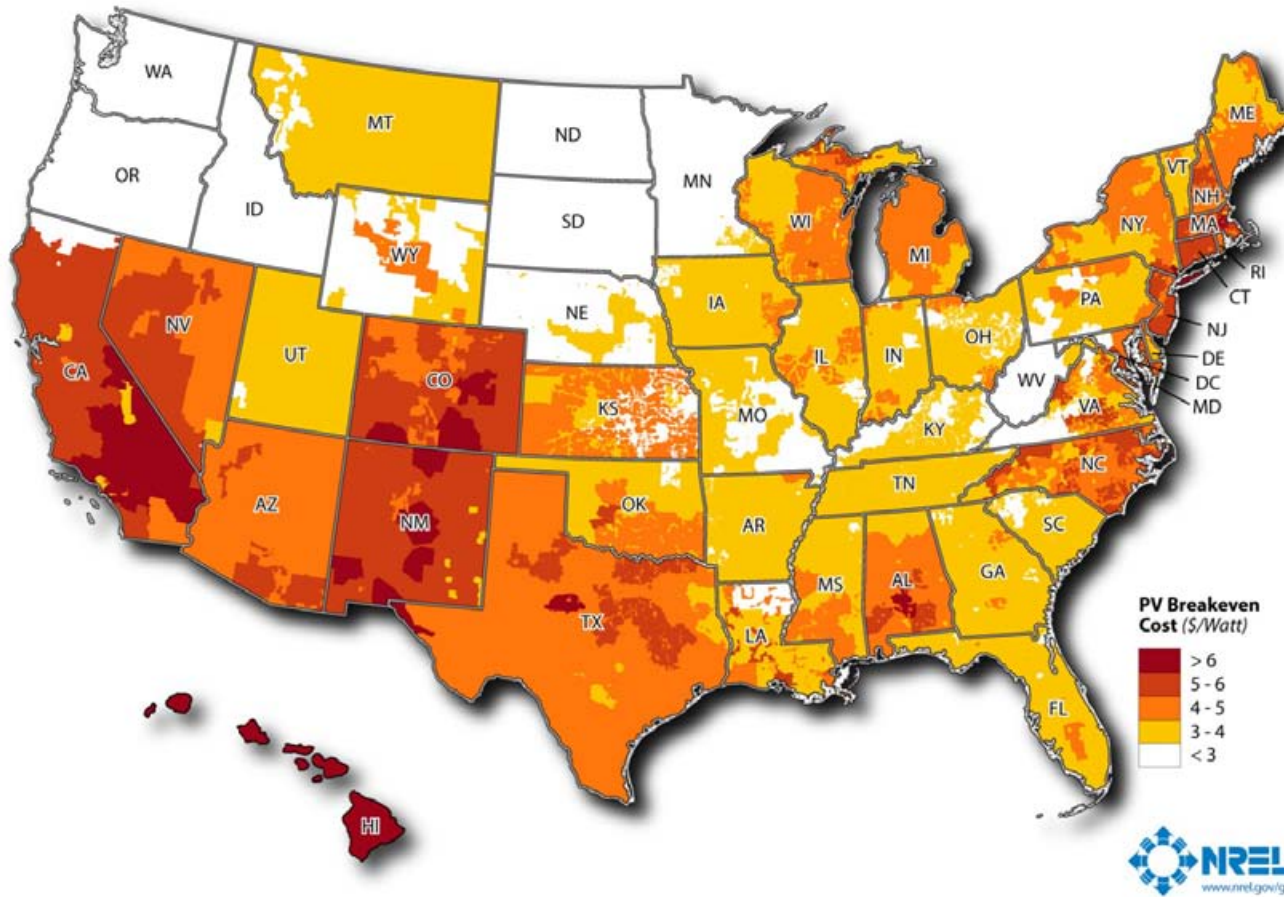 WA
MT
ND
MN
OR
ID
SD
WY
WI
MI
ME
VT
NH
NY
MA
RI
CT
NJ
PA
DE
DC
MD
NE
IA
IL
IN
OH
WV
VA
NV
UT
CO
CA
KS
MO
KY
NC
TN
SC
AZ
NM
OK
AR
TX
LA
MS
AL
GA
FL
HI
PV Breakeven
Cost ($/Watt)
> 6
5 - 6
4 - 5
3 - 4
< 3
NREL
www.nrel.gov/g